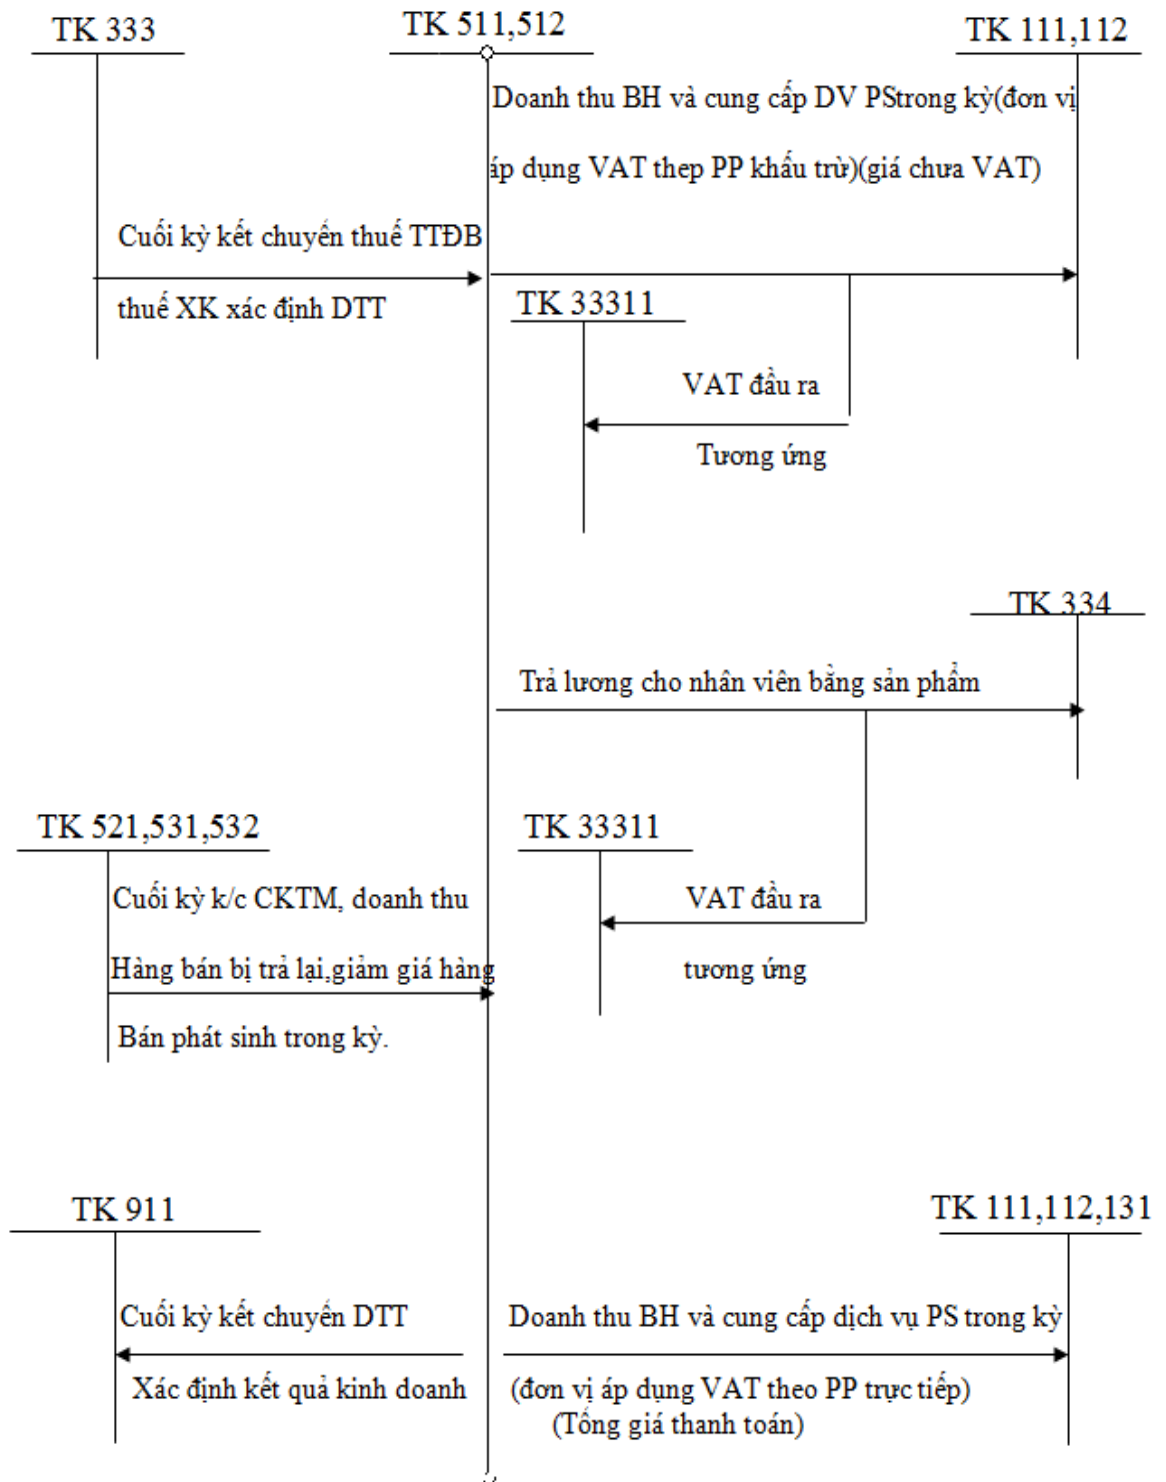 TK 333
TK 511,512
TK 111,112
Doanh thu BH và cung cấp DV PStrong kỳ(đơn vị
áp dụng VAT thep PP khấu trừ)(giá chưa VAT)
Cuối kỳ kết chuyển thuế TTĐB
thuế XK xác định DTT
TK 33311
VAT đầu ra
Tương ứng
TK 334
Trả lương cho nhân viên bằng sản phẩm
TK 521,531,532
TK 33311
Cuối kỳ k/c CKTM, doanh thu
VAT đầu ra
Hàng bán bị trả lại,giảm giá hàng
tương ứng
Bán phát sinh trong kỳ.
TK 911
TK 111,112,131
Cuối kỳ kết chuyển DTT
Doanh thu BH và cung cấp dịch vụ PS trong kỳ
Xác định kết quả kinh doanh
(đơn vị áp dụng VAT theo PP trực tiếp)
(Tổng giá thanh toán)